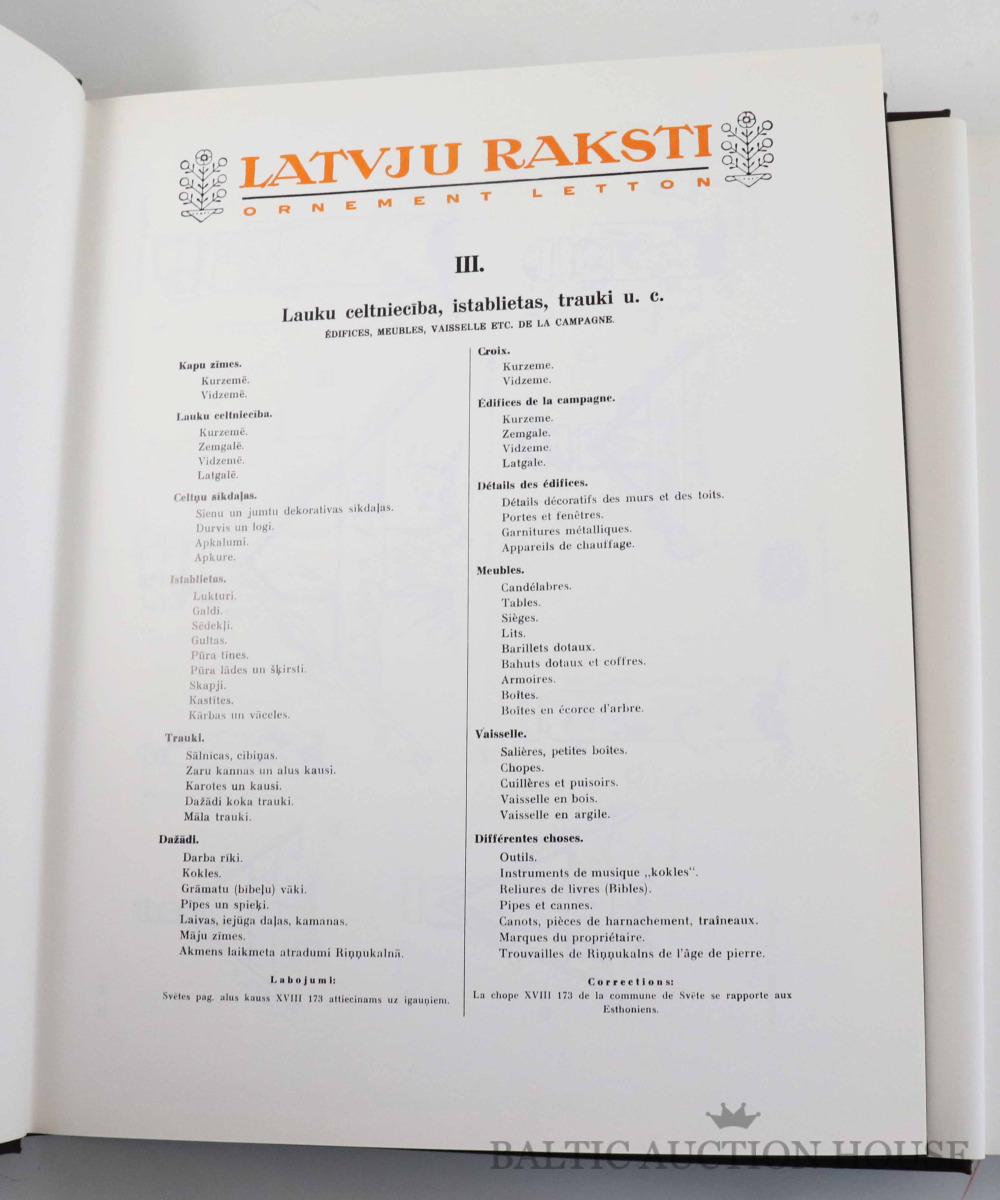 LATVJU RAKSTI
ORNEMENT LETTON
III.
Lauku celtniecība, istablietas, trauki u. c.
ÉDIFICES, MEUBLES, VAISSELLE ETC. DE LA CAMPAGNE.
Kapu zīmes.
Kurzemē.
Vidzemē.
Lauku celtniecība.
Kurzemē.
Zemgalē.
Vidzemē.
Latgalē.
Celtņu sīkdaļas.
Sienu un jumtu dekorativas sīkdaļas.
Durvis un logi.
Apkalumi.
Apkure.
Istablietas.
Lukturi.
Galdi.
Sēdekļi.
Gultas.
Pūra tīnes.
Pūra lādes un šķirsti.
Skapji.
Kastītes.
Kārbas un vāceles.
Trauki.
Sālnīcas, cibiņas.
Zaru kannas un alus kausi.
Karotes un kausi.
Dažādi koka trauki.
Māla trauki.
Dažādi.
Darba rīki.
Kokles.
Grāmatu (bībeļu) vāki.
Pīpes un spieķi.
Laivas, iejūga daļas, kamanas.
Māju zīmes.
Akmens laikmeta atradumi Riņņukalnā.
Labojumi:
Svētes pag. alus kauss XVIII 173 attiecinams uz igauņiem.
Croix.
Kurzeme.
Vidzeme.
Édifices de la campagne.
Kurzeme.
Zemgale.
Vidzeme.
Latgale.
Détails des édifices.
Détails décoratifs des murs et des toits.
Portes et fenêtres.
Garnitures métalliques.
Appareils de chauffage.
Meubles.
Candélabres.
Tables.
Sièges.
Lits.
Barillets dotaux.
Bahuts dotaux et coffres.
Armoires.
Boîtes.
Boîtes en écorce d'arbre.
Vaisselle.
Salières, petites boîtes.
Chopes.
Cuillères et puisoirs.
Vaisselle en bois.
Vaisselle en argile.
Différentes choses.
Outils.
Instruments de musique „kokles“.
Reliures de livres (Bibles).
Pipes et cannes.
Canots, pièces de harnachement, traîneaux.
Marques du propriétaire.
Trouvailles de Riņņukalns de l'âge de pierre.
Corrections:
La chope XVIII 173 de la commune de Svēte se rapporte aux
Esthoniens.
BALTIC AUCTION HOUSE